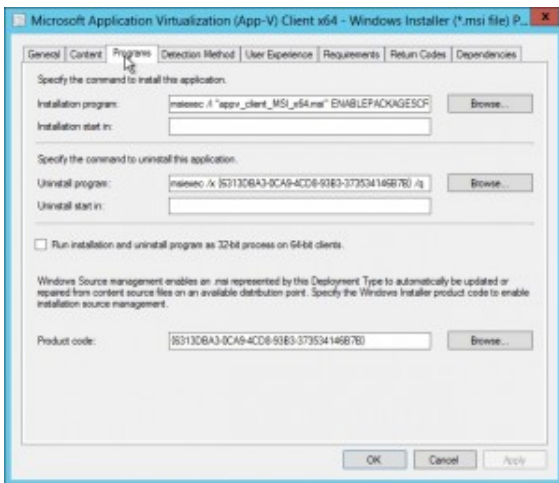 Microsoft Application Virtualization (App-V) Client x64 - Windows Installer (*.msi file) P... x
General Content Programs Detection Method User Experience Requirements Return Codes Dependencies
Specify the command to install this application.
Installation program: msiexec /i "appv_client_MSI_x64.msi" ENABLEPACKAGESCR Browse...
Installation start in:
Specify the command to uninstall this application.
Uninstall program: msiexec /x {6313DBA3-0CA9-4CD8-93B3-373534146B7B} /q Browse...
Uninstall start in:
Run installation and uninstall program as 32-bit process on 64-bit clients.
Windows Source management enables an .msi represented by this Deployment Type to automatically be updated or
repaired from content source files on an available distribution point. Specify the Windows Installer product code to enable
installation source management.
Product code: {6313DBA3-0CA9-4CD8-93B3-373534146B7B} Browse...
OK Cancel Apply